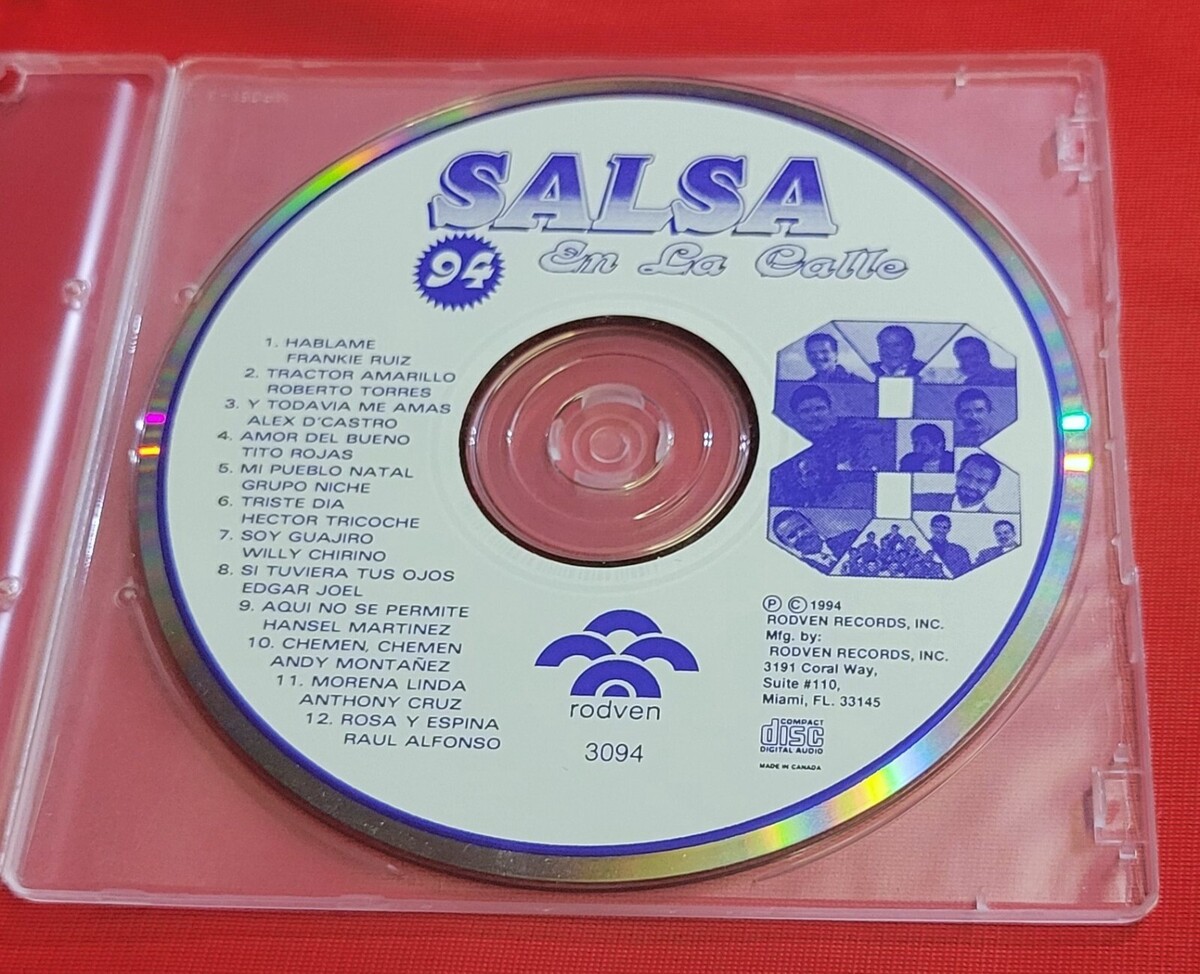 SALSA
94 En La Calle
1. HABLAME
FRANKIE RUIZ
2. TRACTOR AMARILLO
ROBERTO TORRES
3. Y TODAVIA ME AMAS
ALEX D'CASTRO
4. AMOR DEL BUENO
TITO ROJAS
5. MI PUEBLO NATAL
GRUPO NICHE
6. TRISTE DIA
HECTOR TRICOCHE
7. SOY GUAJIRO
WILLY CHIRINO
8. SI TUVIERA TUS OJOS
EDGAR JOEL
9. AQUI NO SE PERMITE
HANSEL MARTINEZ
10. CHEMEN, CHEMEN
ANDY MONTAÑEZ
11. MORENA LINDA
ANTHONY CRUZ
12. ROSA Y ESPINA
RAUL ALFONSO
rodven
3094
Ⓟ © 1994
RODVEN RECORDS, INC.
Mfg. by:
RODVEN RECORDS, INC.
3191 Coral Way,
Suite #110,
Miami, FL. 33145
COMPACT
disc
DIGITAL AUDIO
MADE IN CANADA